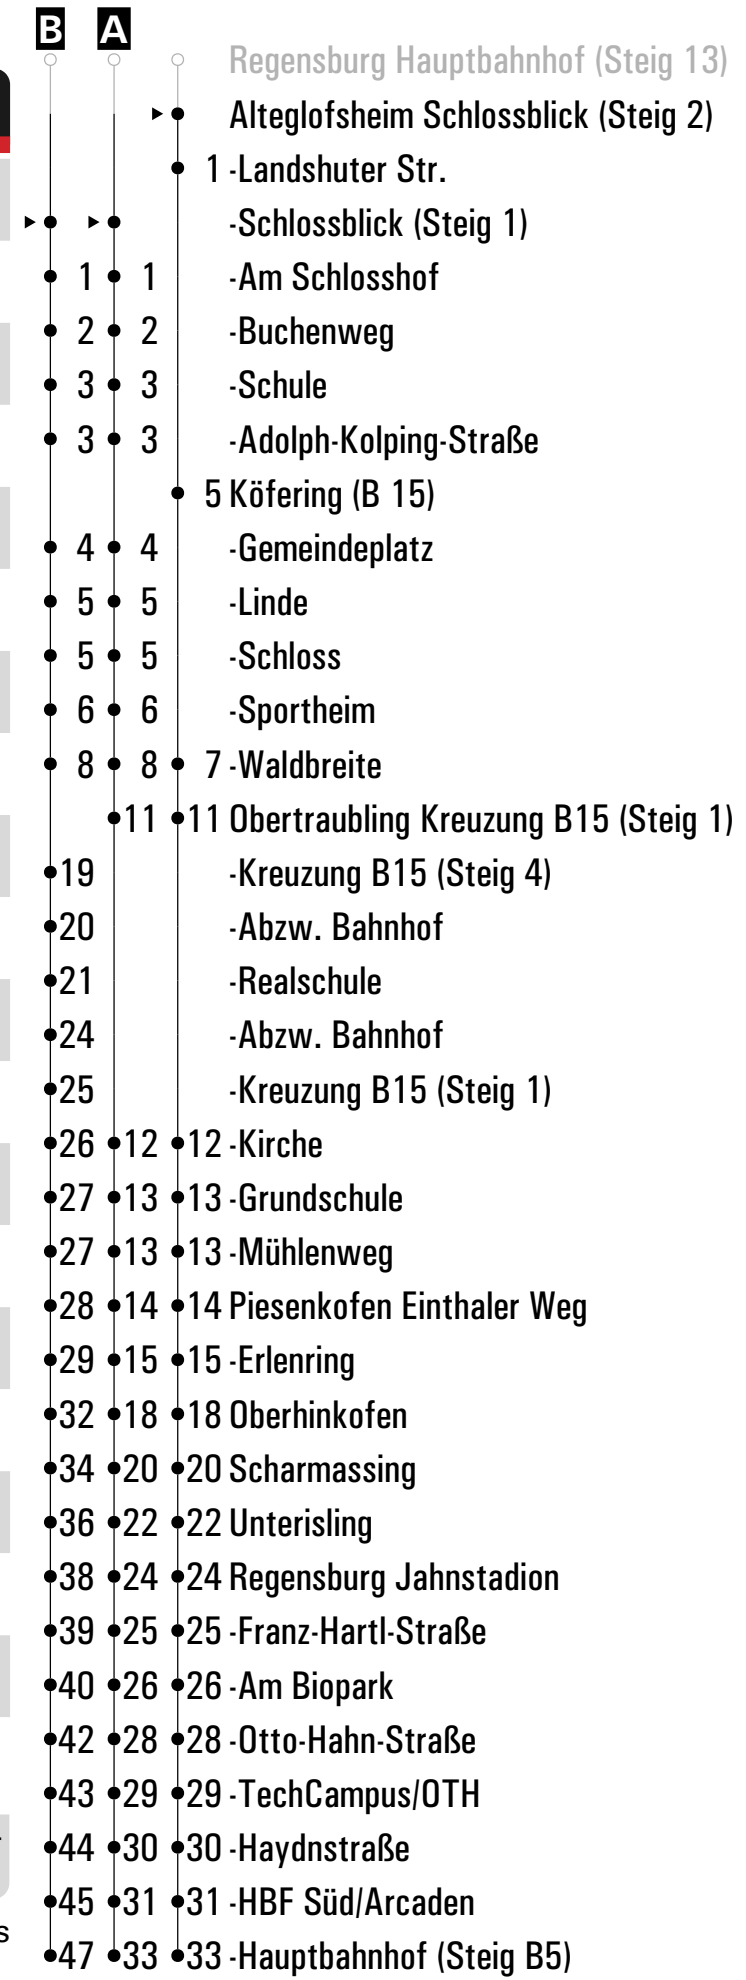 B A
Regensburg Hauptbahnhof (Steig 13)
Alteglofsheim Schlossblick (Steig 2)
1 -Landshuter Str.
-Schlossblick (Steig 1)
1 1 -Am Schlosshof
2 2 -Buchenweg
3 3 -Schule
3 3 -Adolph-Kolping-Straße
5 Köfering (B 15)
4 4 -Gemeindeplatz
5 5 -Linde
5 5 -Schloss
6 6 -Sportheim
8 8 7 -Waldbreite
11 11 Obertraubling Kreuzung B15 (Steig 1)
19 -Kreuzung B15 (Steig 4)
20 -Abzw. Bahnhof
21 -Realschule
24 -Abzw. Bahnhof
25 -Kreuzung B15 (Steig 1)
26 12 12 -Kirche
27 13 13 -Grundschule
27 13 13 -Mühlenweg
28 14 14 Piesenkofen Einthaler Weg
29 15 15 -Erlenring
32 18 18 Oberhinkofen
34 20 20 Scharmassing
36 22 22 Unterisling
38 24 24 Regensburg Jahnstadion
39 25 25 -Franz-Hartl-Straße
40 26 26 -Am Biopark
42 28 28 -Otto-Hahn-Straße
43 29 29 -TechCampus/OTH
44 30 30 -Haydnstraße
45 31 31 -HBF Süd/Arcaden
s
47 33 33 -Hauptbahnhof (Steig B5)